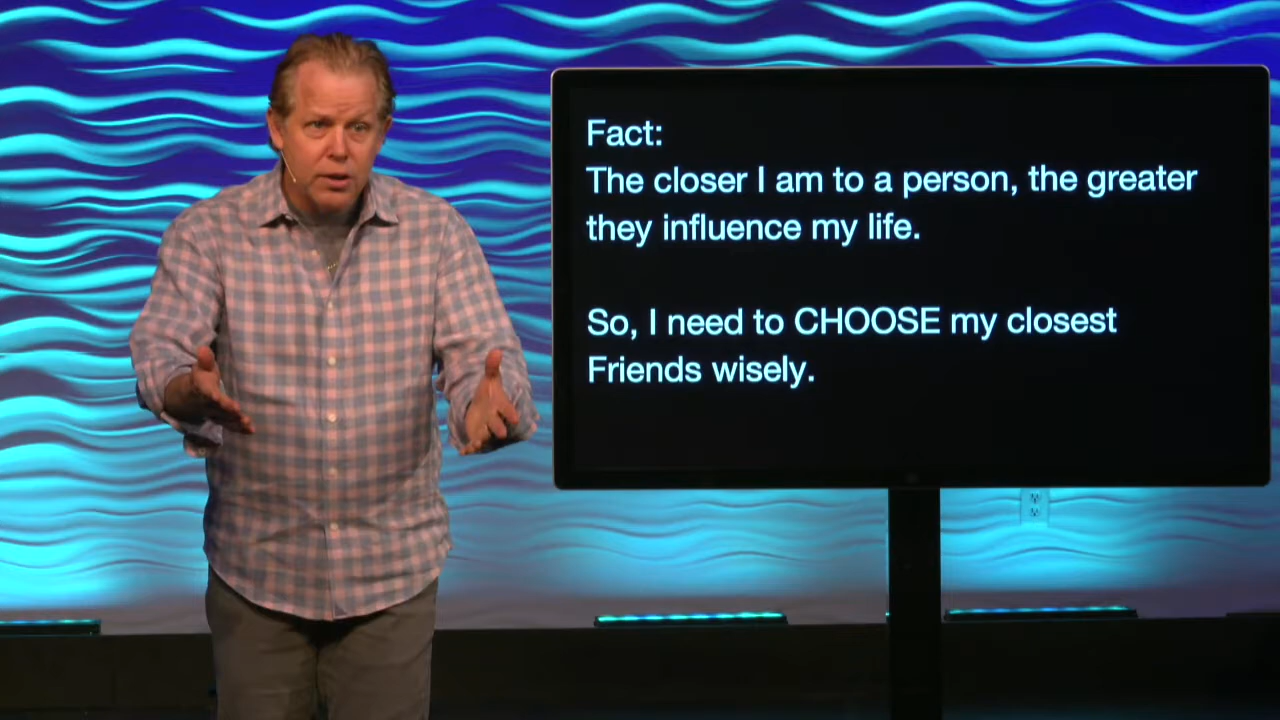 Fact:
The closer I am to a person, the greater
they influence my life.
So, I need to CHOOSE my closest
Friends wisely.